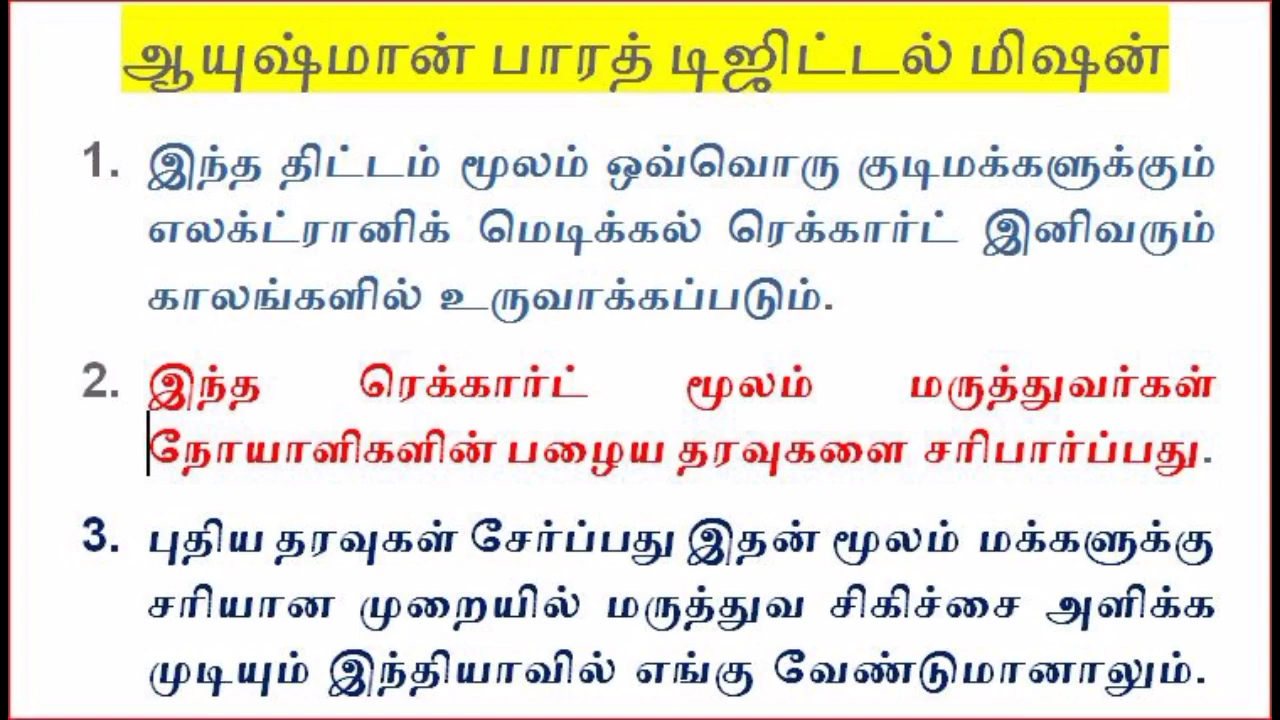 ஆயுஷ்மான் பாரத் டிஜிட்டல் மிஷன்
1. இந்த திட்டம் மூலம் ஒவ்வொரு குடிமக்களுக்கும்
எலக்ட்ரானிக் மெடிக்கல் ரெக்கார்ட் இனிவரும்
காலங்களில் உருவாக்கப்படும்.
2. இந்த ரெக்கார்ட் மூலம் மருத்துவர்கள்
நோயாளிகளின் பழைய தரவுகளை சரிபார்ப்பது.
3. புதிய தரவுகள் சேர்ப்பது இதன் மூலம் மக்களுக்கு
சரியான முறையில் மருத்துவ சிகிச்சை அளிக்க
முடியும் இந்தியாவில் எங்கு வேண்டுமானாலும்.